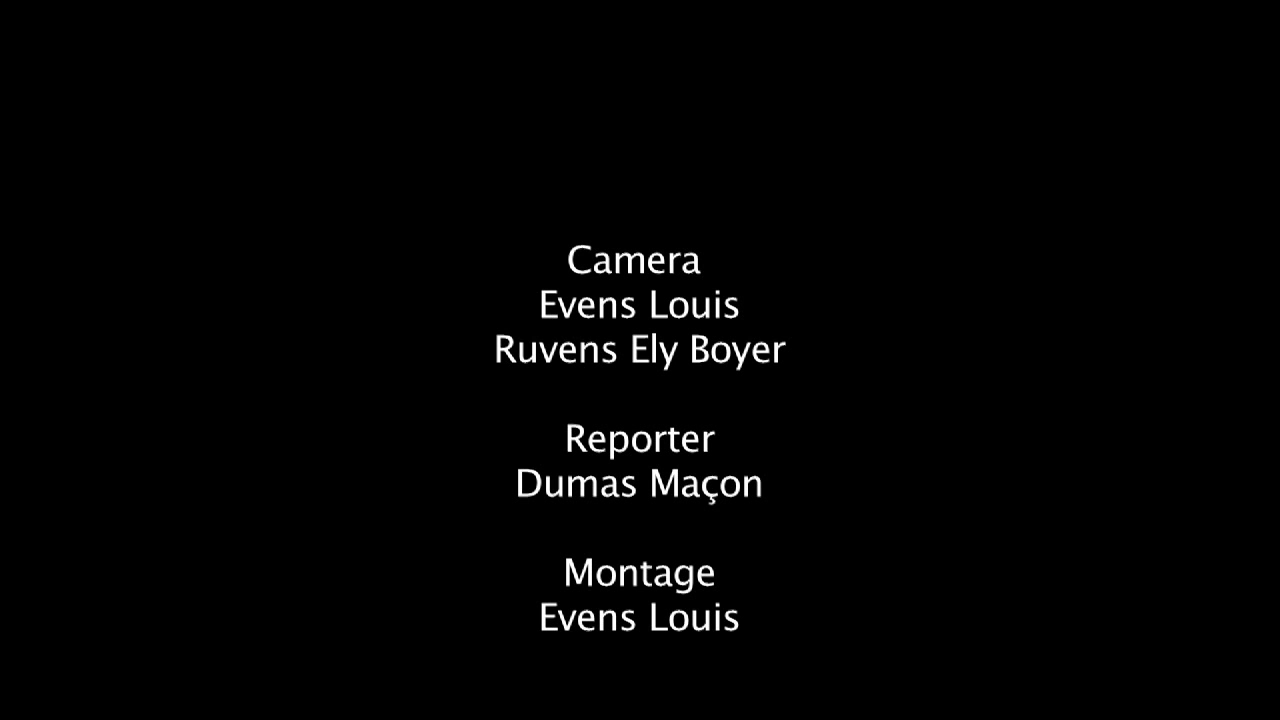 Camera
Evens Louis
Ruvens Ely Boyer
Reporter
Dumas Maçon
Montage
Evens Louis